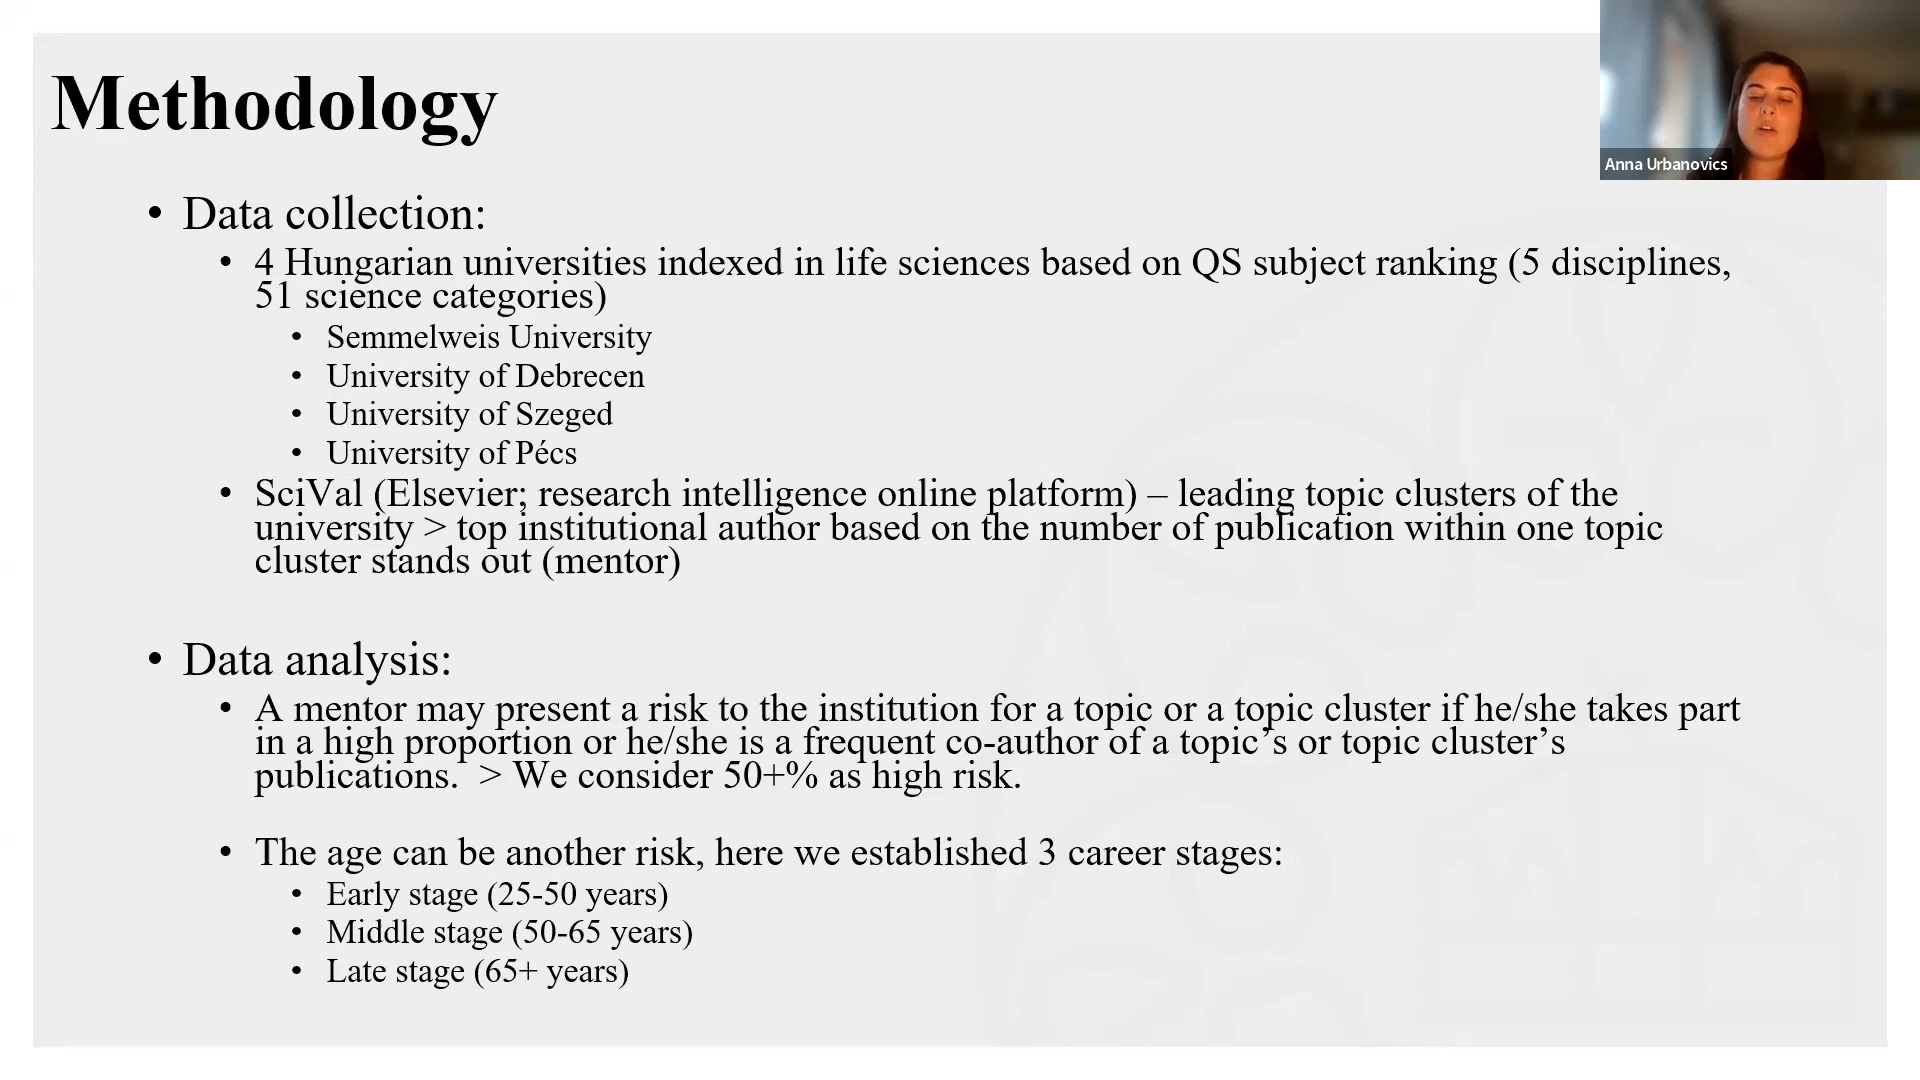 Methodology
Anna Urbanovics
• Data collection:
• 4 Hungarian universities indexed in life sciences based on QS subject ranking (5 disciplines,
51 science categories)
• Semmelweis University
• University of Debrecen
• University of Szeged
• University of Pécs
• SciVal (Elsevier; research intelligence online platform) – leading topic clusters of the
university > top institutional author based on the number of publication within one topic
cluster stands out (mentor)
• Data analysis:
• A mentor may present a risk to the institution for a topic or a topic cluster if he/she takes part
in a high proportion or he/she is a frequent co-author of a topic’s or topic cluster’s
publications.  > We consider 50+% as high risk.
• The age can be another risk, here we established 3 career stages:
• Early stage (25-50 years)
• Middle stage (50-65 years)
• Late stage (65+ years)